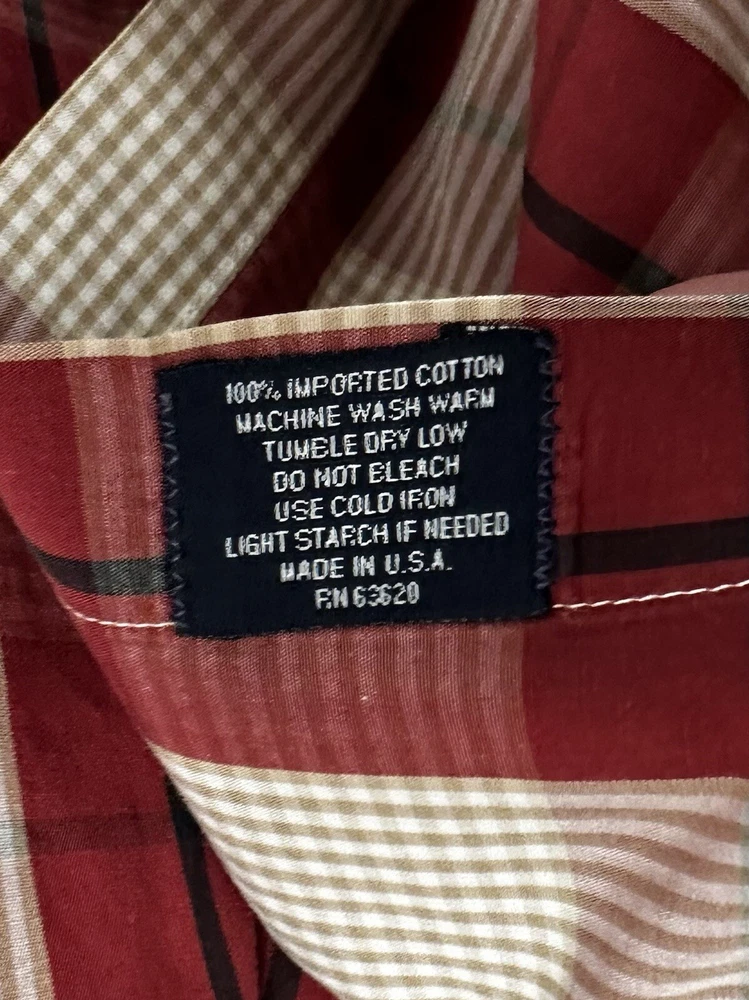 100% IMPORTED COTTON
MACHINE WASH WARM
TUMBLE DRY LOW
DO NOT BLEACH
USE COLD IRON
LIGHT STARCH IF NEEDED
MADE IN U.S.A.
RN 63620